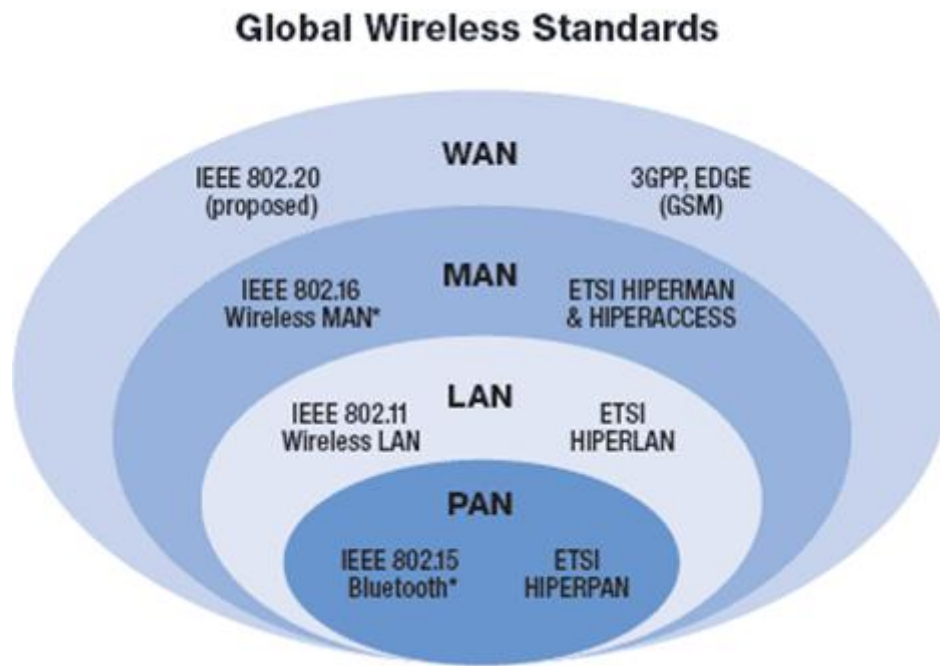 Global Wireless Standards
WAN
IEEE 802.20
(proposed)
3GPP, EDGE
(GSM)
MAN
IEEE 802.16
Wireless MAN*
ETSI HIPERMAN
& HIPERACCESS
LAN
IEEE 802.11
Wireless LAN
ETSI
HIPERLAN
PAN
IEEE 802.15
Bluetooth*
ETSI
HIPERPAN